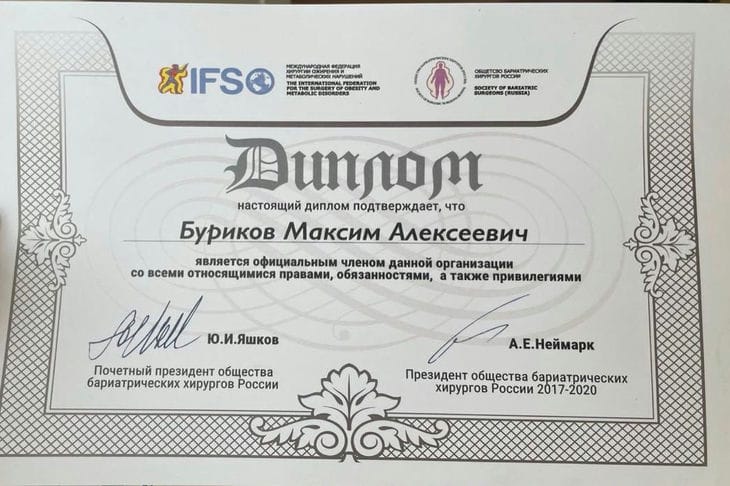 IFSO
МЕЖДУНАРОДНАЯ ФЕДЕРАЦИЯ
ХИРУРГИИ ОЖИРЕНИЯ И
МЕТАБОЛИЧЕСКИХ НАРУШЕНИЙ
THE INTERNATIONAL FEDERATION
FOR THE SURGERY OF OBESITY AND
METABOLIC DISORDERS
ОБЩЕТСВО БАРИАТРИЧЕСКИХ
ХИРУРГОВ РОССИИ
SOCIETY OF BARIATRIC
SURGEONS (RUSSIA)
Диплом
настоящий диплом подтверждает, что
Буриков Максим Алексеевич
является официальным членом данной организации
со всеми относящимися правами, обязанностями, а также привилегиями
Ю.И.Яшков
Почетный президент общества
бариатрических хирургов России
А.Е.Неймарк
Президент общества бариатрических
хирургов России 2017-2020